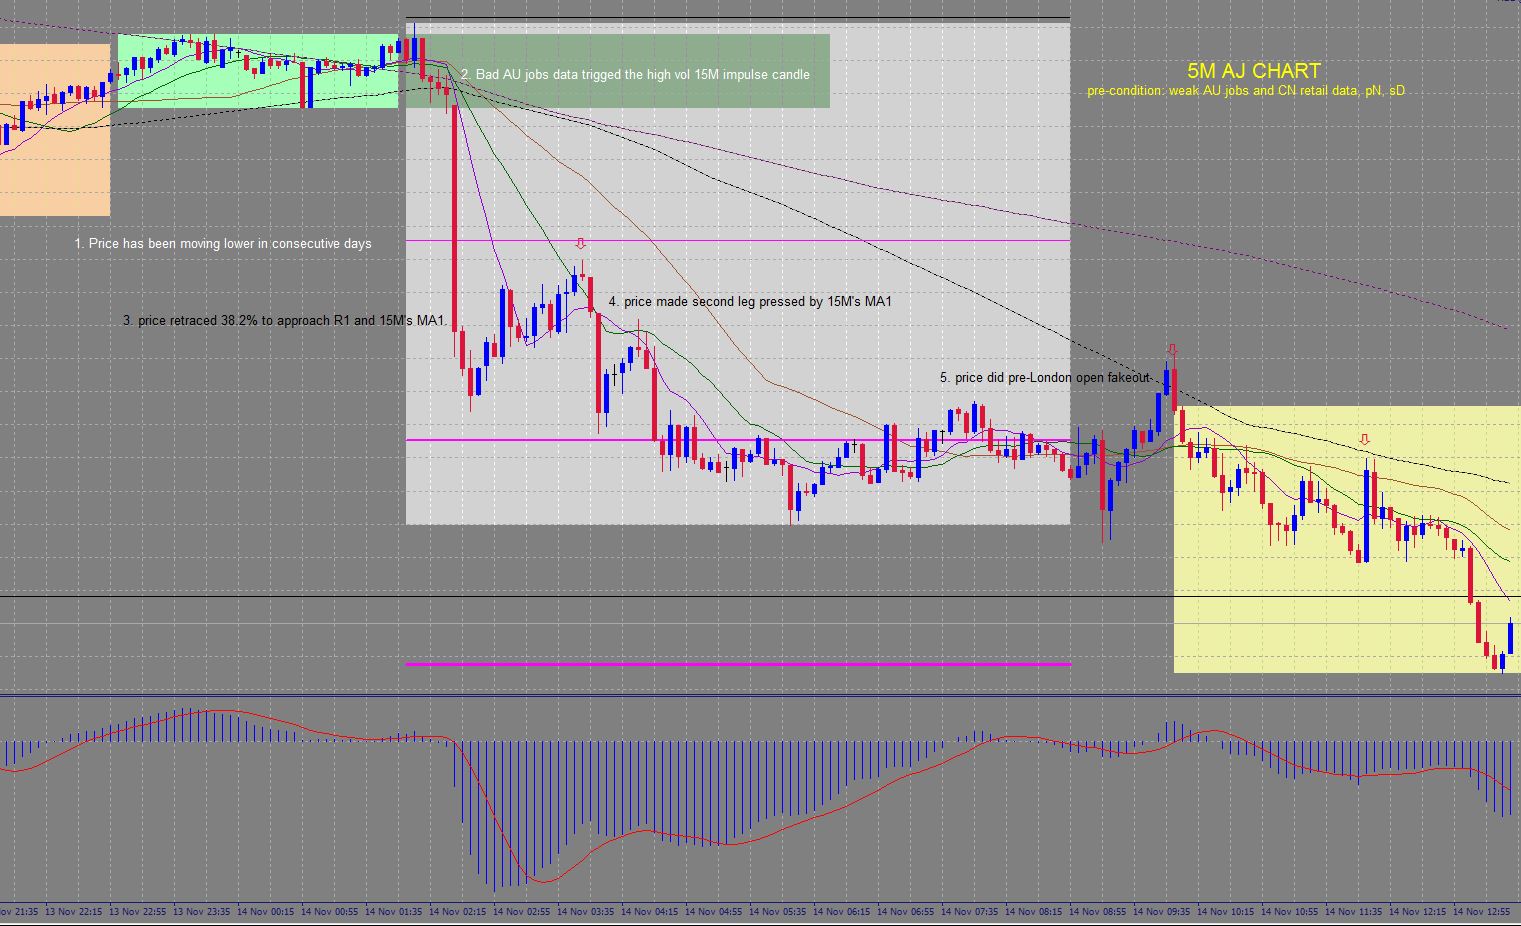 2. Bad AU jobs data trigged the high vol 15M impulse candle
5M AJ CHART
pre-condition: weak AU jobs and CN retail data, pN, sD
1. Price has been moving lower in consecutive days
4. price made second leg pressed by 15M's MA1
3. price retraced 38.2% to approach R1 and 15M's MA1.
5. price did pre-London open fakeout
ov 21:35 13 Nov 22:15 13 Nov 22:55 13 Nov 23:35 14 Nov 00:15 14 Nov 00:55 14 Nov 01:35 14 Nov 02:15 14 Nov 02:55 14 Nov 03:35 14 Nov 04:15 14 Nov 04:55 14 Nov 05:35 14 Nov 06:15 14 Nov 06:55 14 Nov 07:35 14 Nov 08:15 14 Nov 08:55 14 Nov 09:35 14 Nov 10:15 14 Nov 10:55 14 Nov 11:35 14 Nov 12:15 14 Nov 12:55